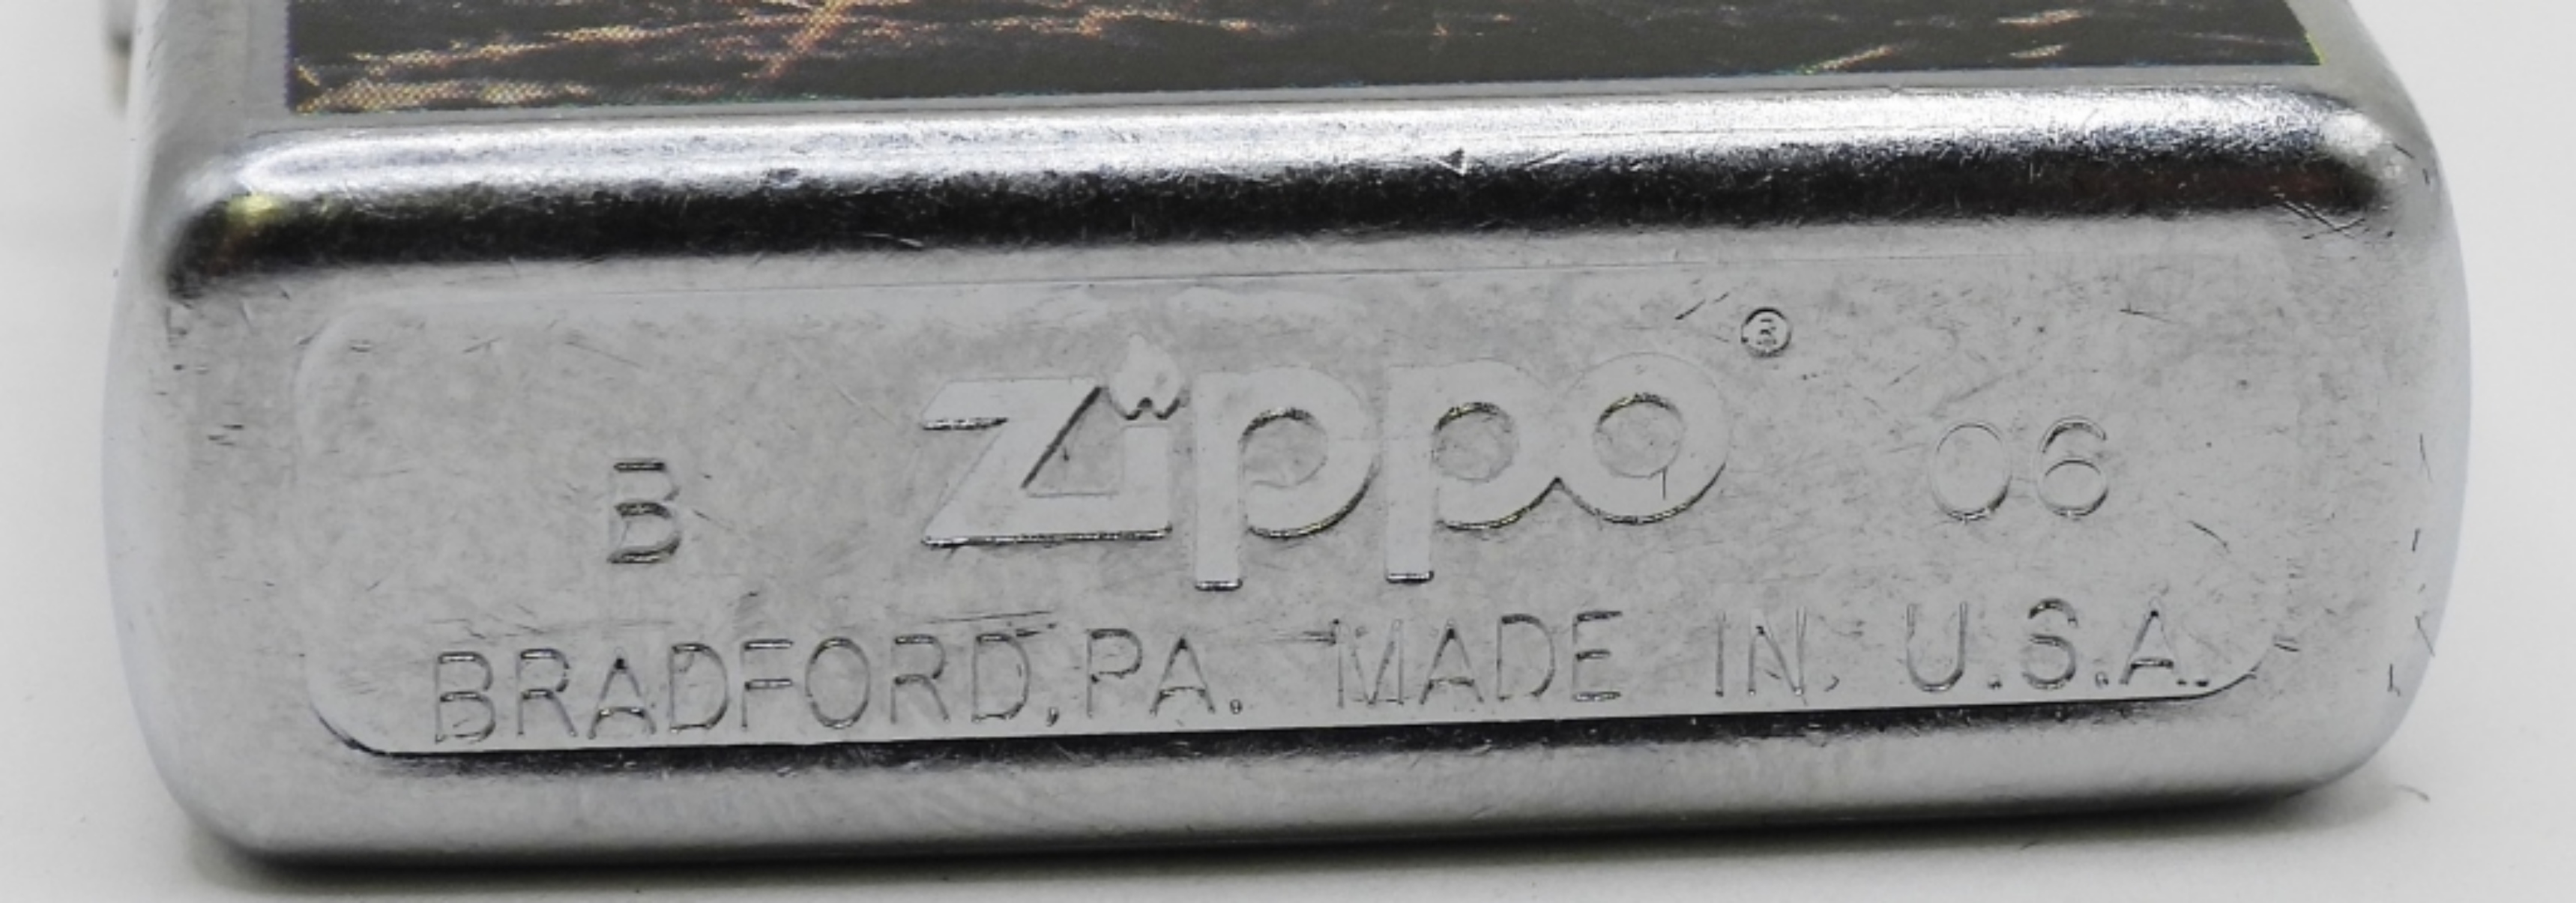 B Zippo® 06
BRADFORD, PA. MADE IN U.S.A.